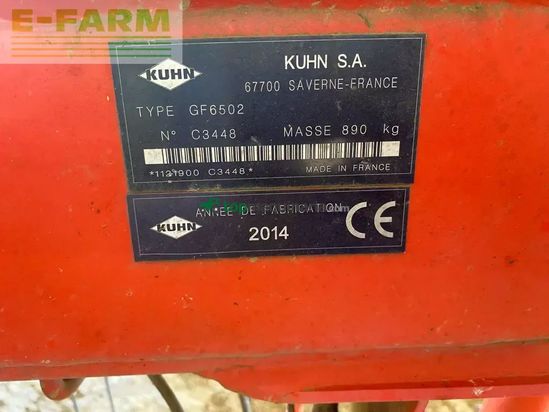 E-FARM
KUHN
KUHN S.A.
67700 SAVERNE-FRANCE
TYPE GF6502
N° C3448 MASSE 890 kg
*1121900 C3448*
MADE IN FRANCE
KUHN
ANNEE DE FABRICATION
2014
CE